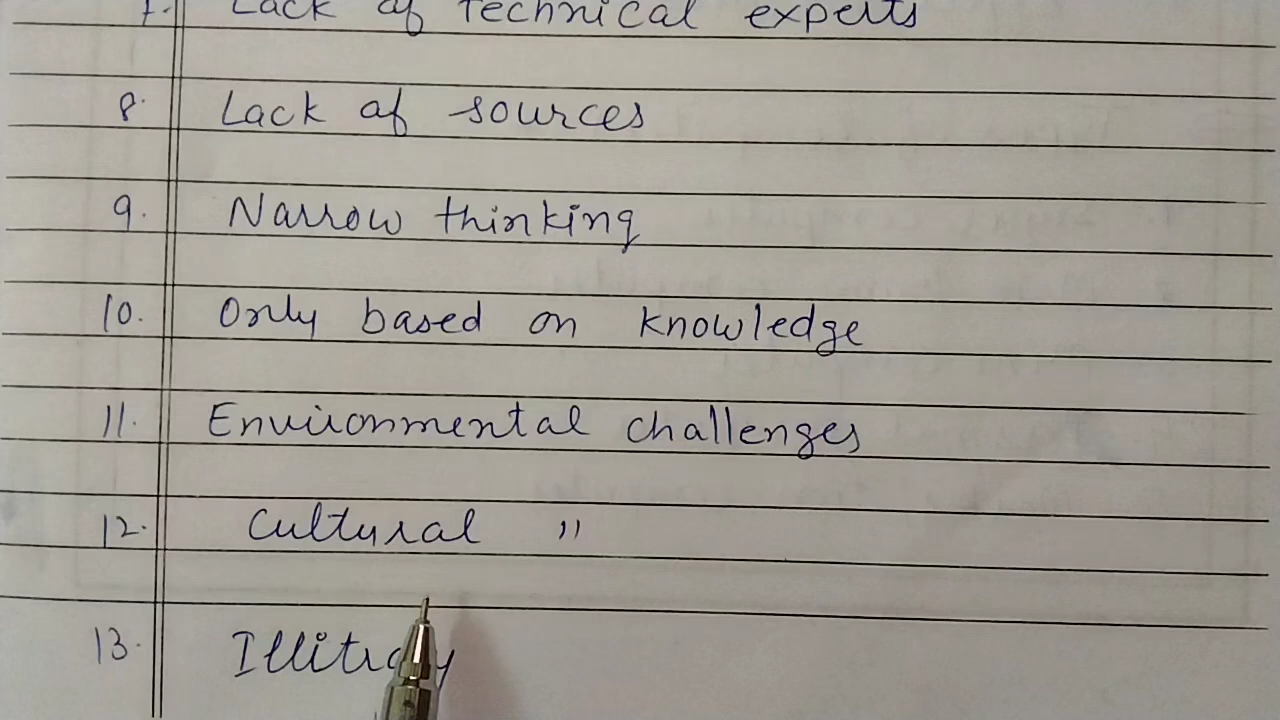 7. Lack of technical experts
8. Lack of sources
9. Narrow thinking
10. Only based on knowledge
11. Environmental challenges
12. Cultural "
13.